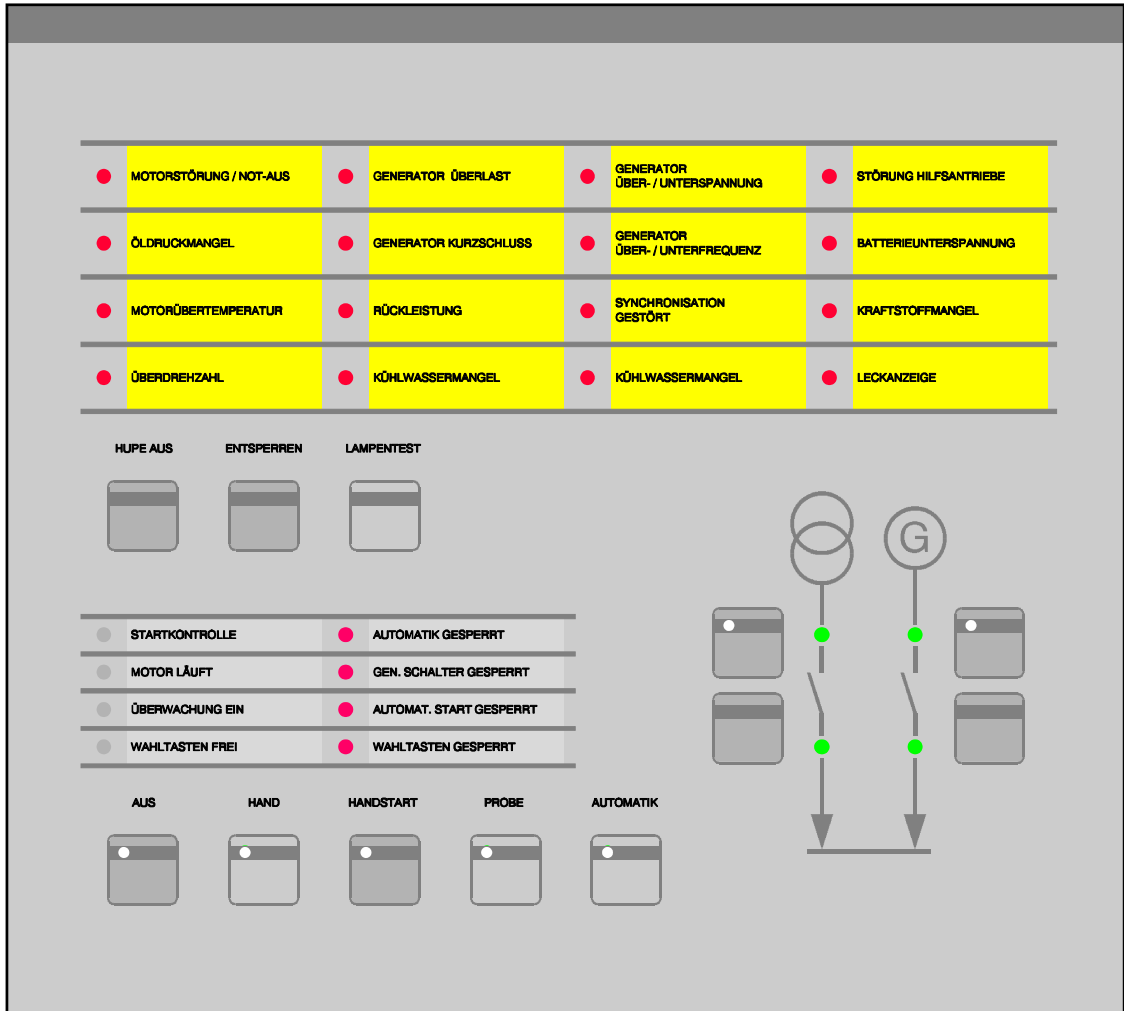 MOTORSTÖRUNG / NOT-AUS
GENERATOR ÜBERLAST
GENERATOR
ÜBER- / UNTERSPANNUNG
STÖRUNG HILFSANTRIEBE
ÖLDRUCKMANGEL
GENERATOR KURZSCHLUSS
GENERATOR
ÜBER- / UNTERFREQUENZ
BATTERIEUNTERSPANNUNG
MOTORÜBERTEMPERATUR
RÜCKLEISTUNG
SYNCHRONISATION
GESTÖRT
KRAFTSTOFFMANGEL
ÜBERDREHZAHL
KÜHLWASSERMANGEL
KÜHLWASSERMANGEL
LECKANZEIGE
HUPE AUS
ENTSPERREN
LAMPENTEST
G
STARTKONTROLLE
AUTOMATIK GESPERRT
MOTOR LÄUFT
GEN. SCHALTER GESPERRT
ÜBERWACHUNG EIN
AUTOMAT. START GESPERRT
WAHLTASTEN FREI
WAHLTASTEN GESPERRT
AUS
HAND
HANDSTART
PROBE
AUTOMATIK